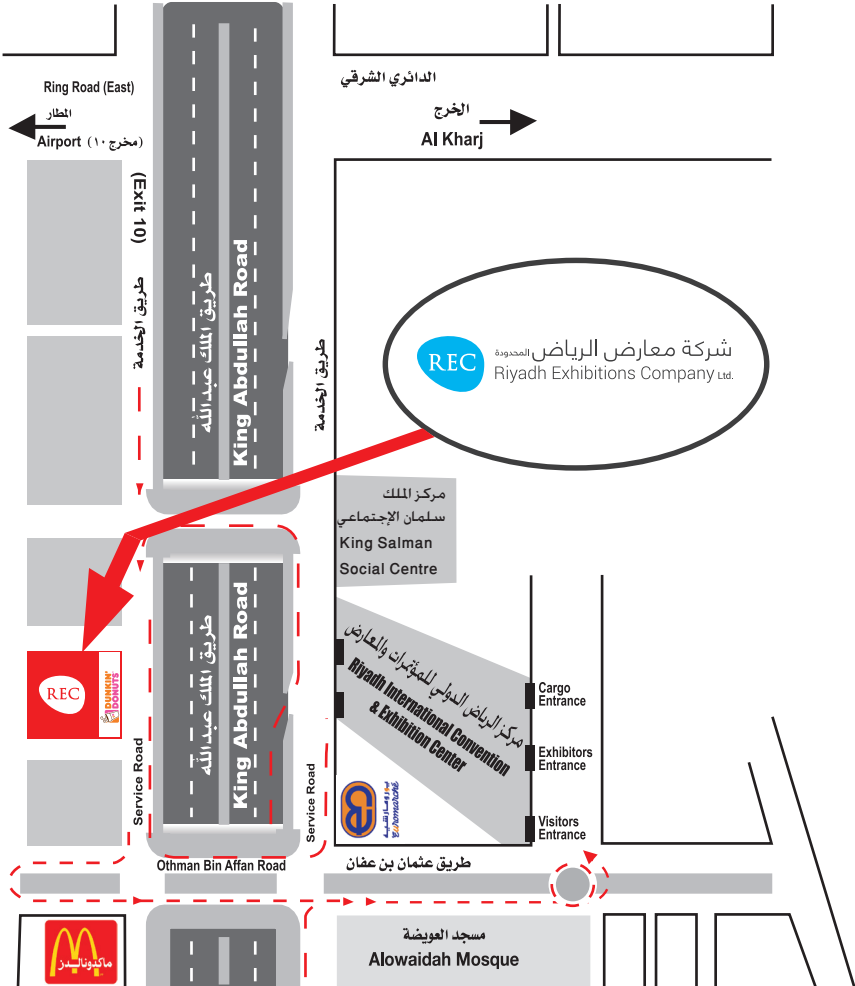 الدائري الشرقي
Ring Road (East)
المطار
Airport (مخرج ١٠)
الخرج
Al Kharj
(Exit 10)
طريق الخدمة
طريق الملك عبدالله
King Abdullah Road
طريق الخدمة
REC
شركة معارض الرياض المحدودة
Riyadh Exhibitions Company Ltd.
مركز الملك
سلمان الإجتماعي
King Salman
Social Centre
طريق الملك عبدالله
King Abdullah Road
مركز الرياض الدولي للمؤتمرات والمعارض
Riyadh International Convention
& Exhibition Center
REC
DUNKIN'
DONUTS
Cargo
Entrance
Exhibitors
Entrance
Visitors
Entrance
Service Road
Service Road
يورومارشيه
euromarché
Othman Bin Affan Road
طريق عثمان بن عفان
ماكدونالدز
مسجد العويضة
Alowaidah Mosque